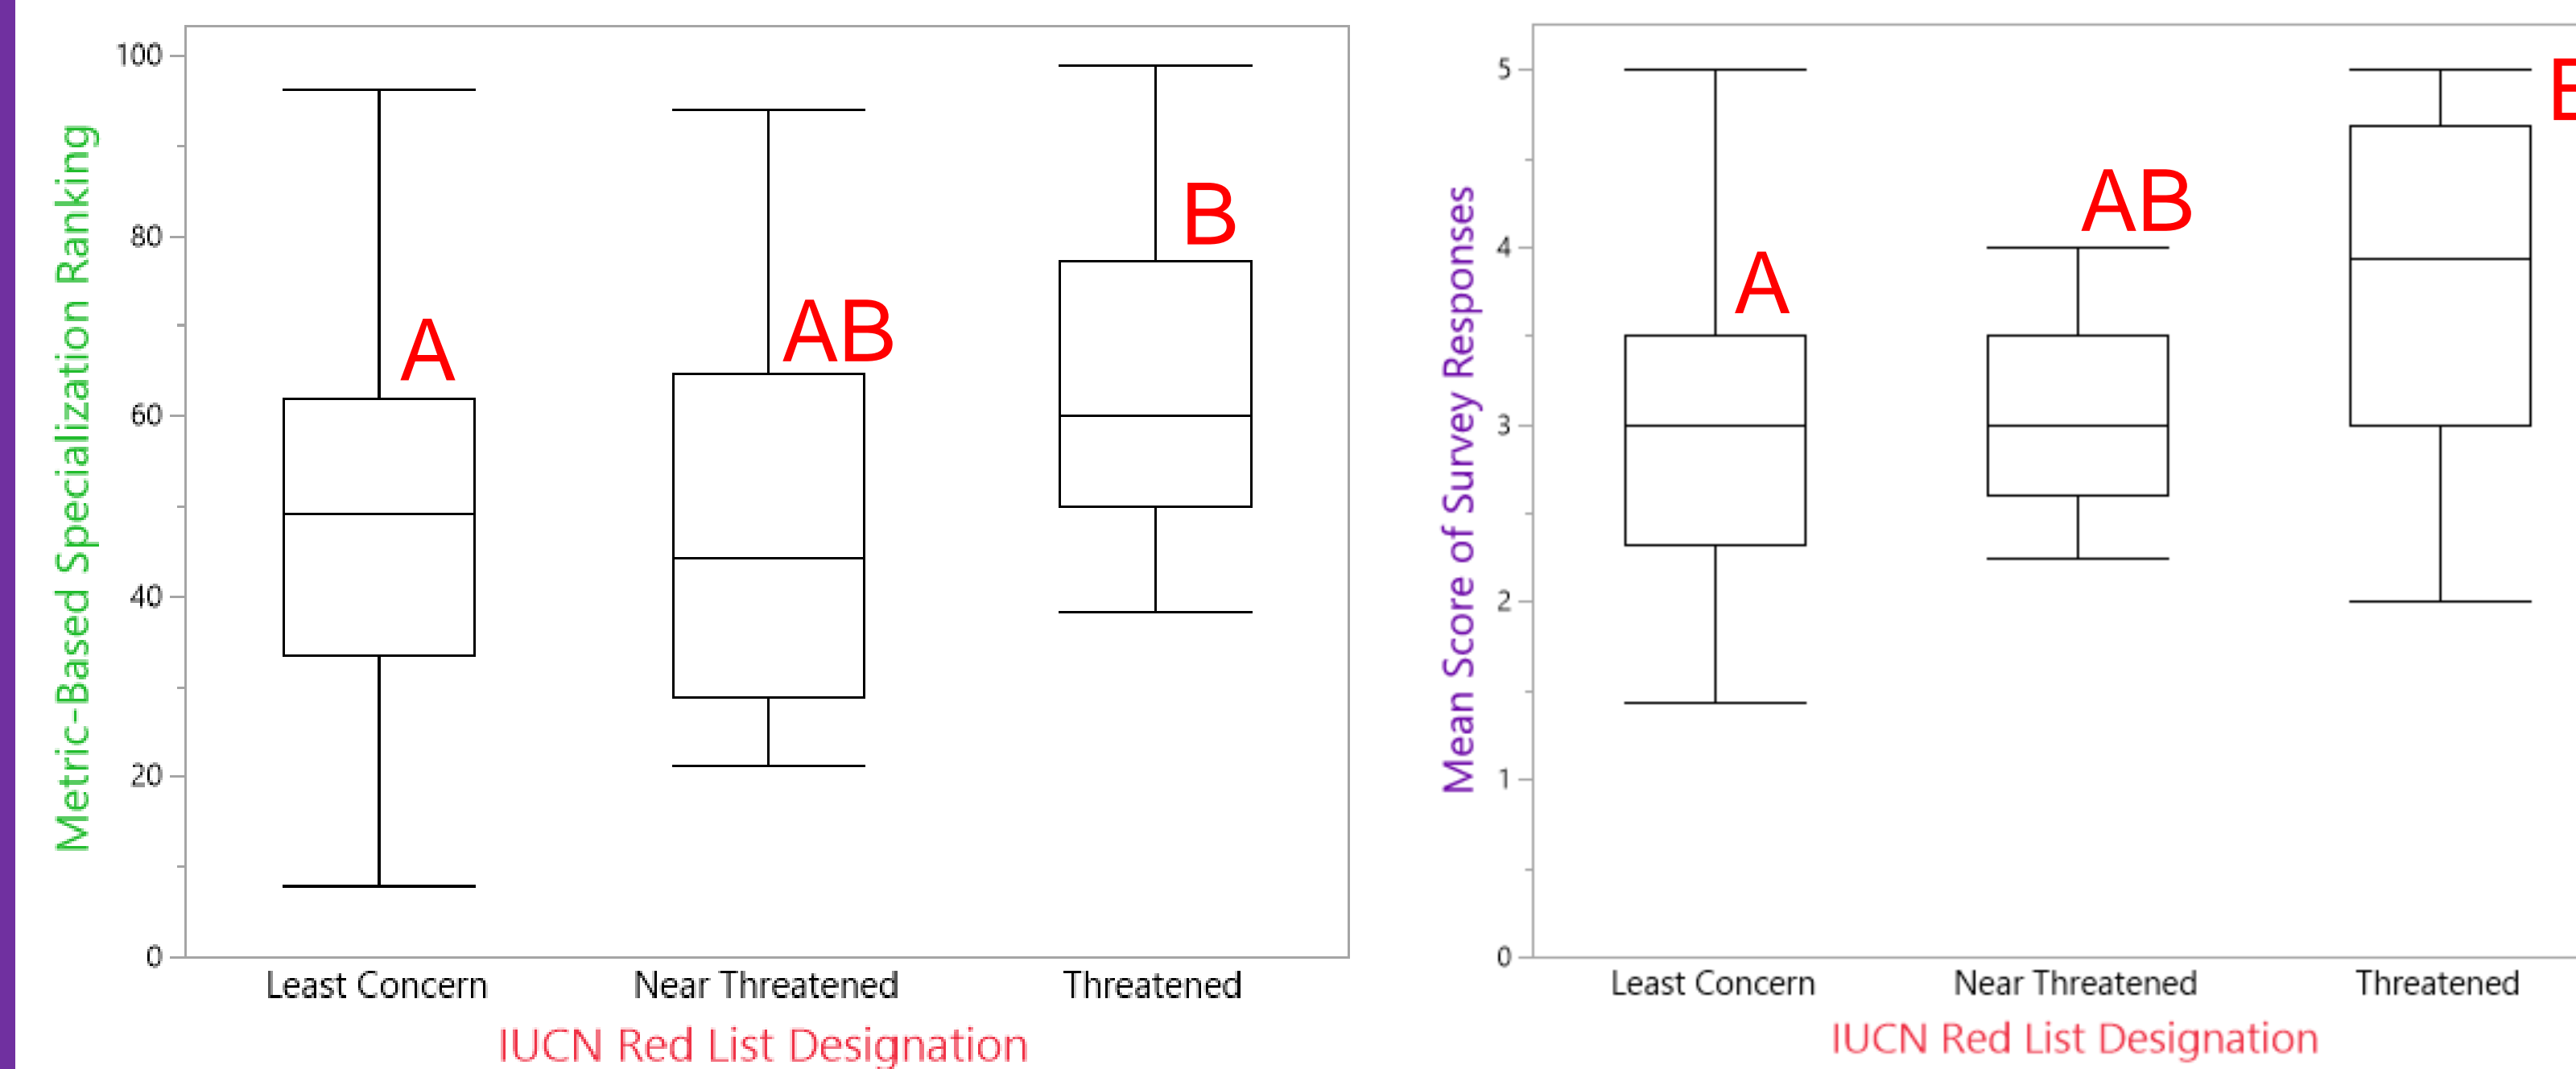 Metric-Based Specialization Ranking
100
80
60
40
20
0
A
AB
B
Least Concern
Near Threatened
Threatened
IUCN Red List Designation
Mean Score of Survey Responses
5
4
3
2
1
0
A
AB
Least Concern
Near Threatened
Threatened
IUCN Red List Designation